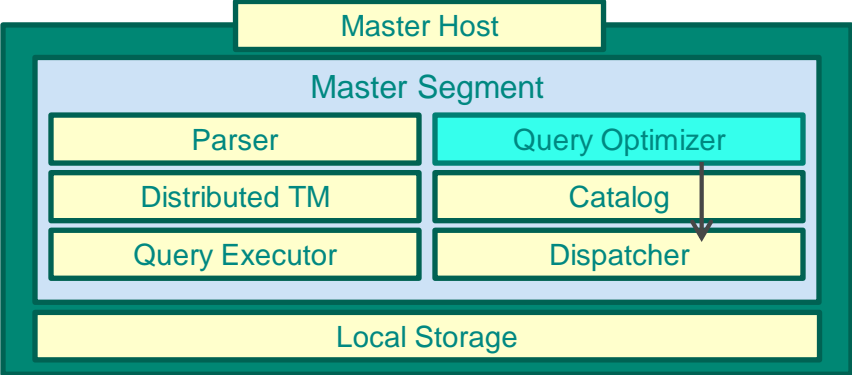 Master Host
Master Segment
Parser
Query Optimizer
Distributed TM
Catalog
Query Executor
Dispatcher
Local Storage